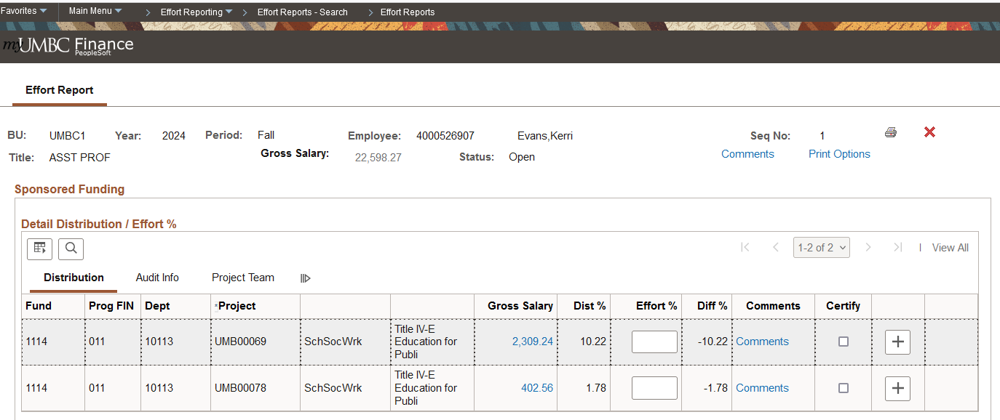 Favorites Main Menu Effort Reporting Effort Reports - Search Effort Reports
myUMBC Finance
PeopleSoft
Effort Report
BU: UMBC1 Year: 2024 Period: Fall Employee: 4000526907 Evans,Kerri Seq No: 1
Title: ASST PROF Gross Salary: 22,598.27 Status: Open Comments Print Options
Sponsored Funding
Detail Distribution / Effort %
1-2 of 2 | View All
Distribution Audit Info Project Team
Fund Prog FIN Dept *Project Gross Salary Dist % Effort % Diff % Comments Certify
1114 011 10113 UMB00069 SchSocWrk Title IV-E
Education for
Publi 2,309.24 10.22 -10.22 Comments
1114 011 10113 UMB00078 SchSocWrk Title IV-E
Education for
Publi 402.56 1.78 -1.78 Comments